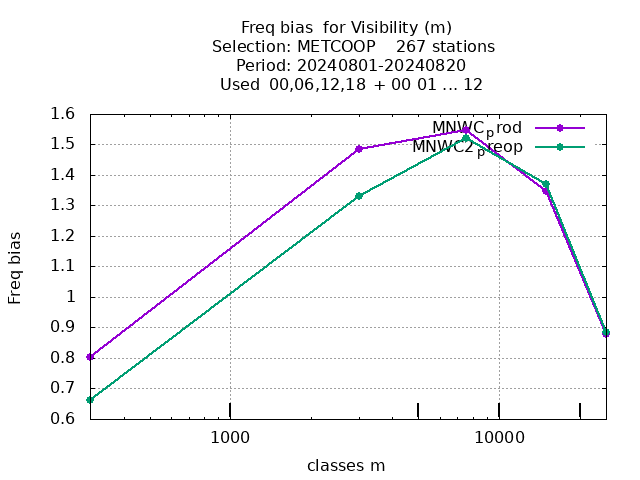 Freq bias  for Visibility (m)
Selection: METCOOP    267 stations
Period: 20240801-20240820
Used  00,06,12,18  + 00 01 ... 12
MNWC_prod
MNWC2_preop
1.6
1.5
1.4
1.3
1.2
1.1
1
0.9
0.8
0.7
0.6
Freq bias
1000
10000
classes m